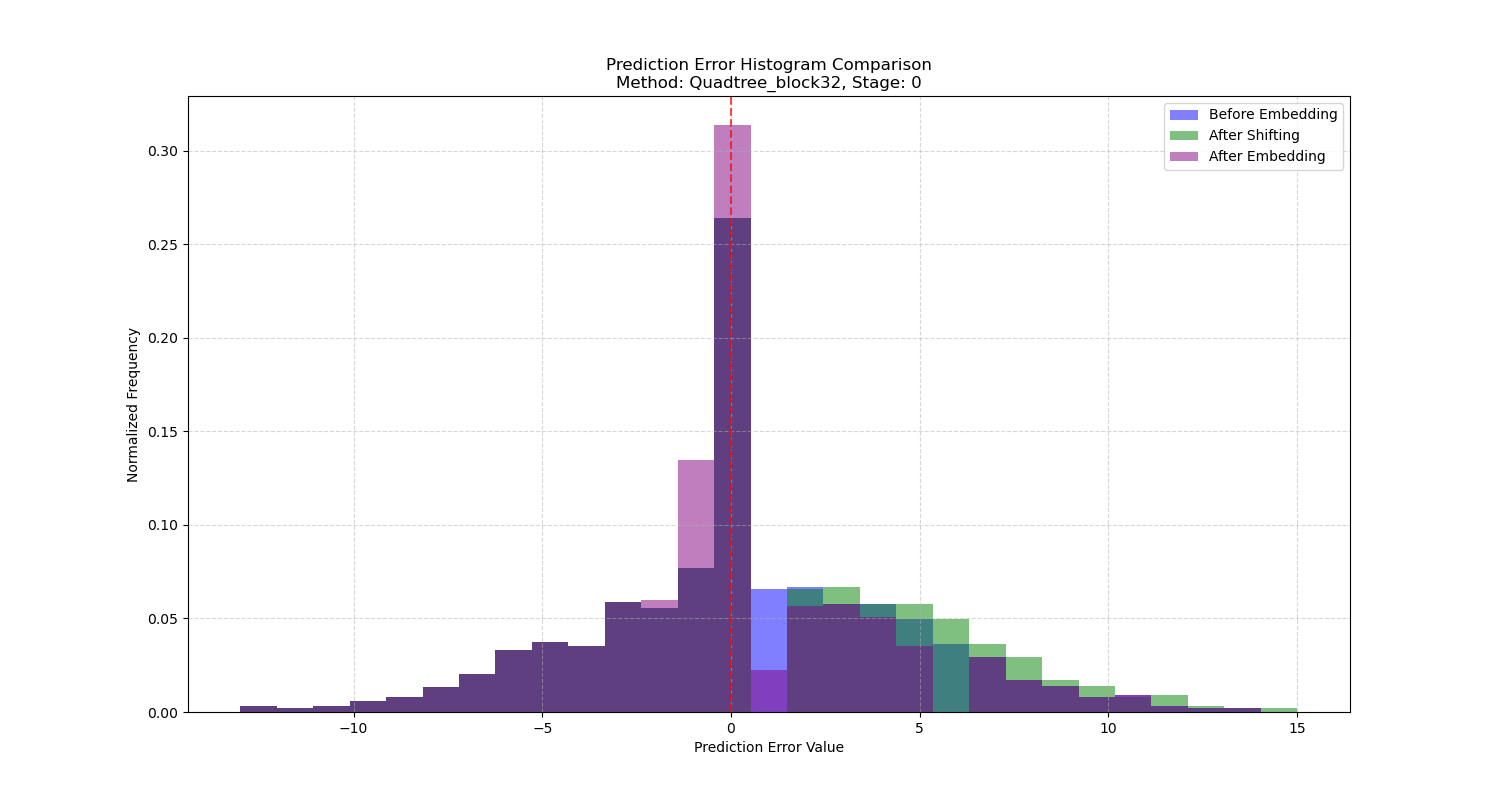 Prediction Error Histogram Comparison
Method: Quadtree_block32, Stage: 0
Before Embedding
After Shifting
After Embedding
Normalized Frequency
0.30
0.25
0.20
0.15
0.10
0.05
0.00
−10
−5
0
5
10
15
Prediction Error Value